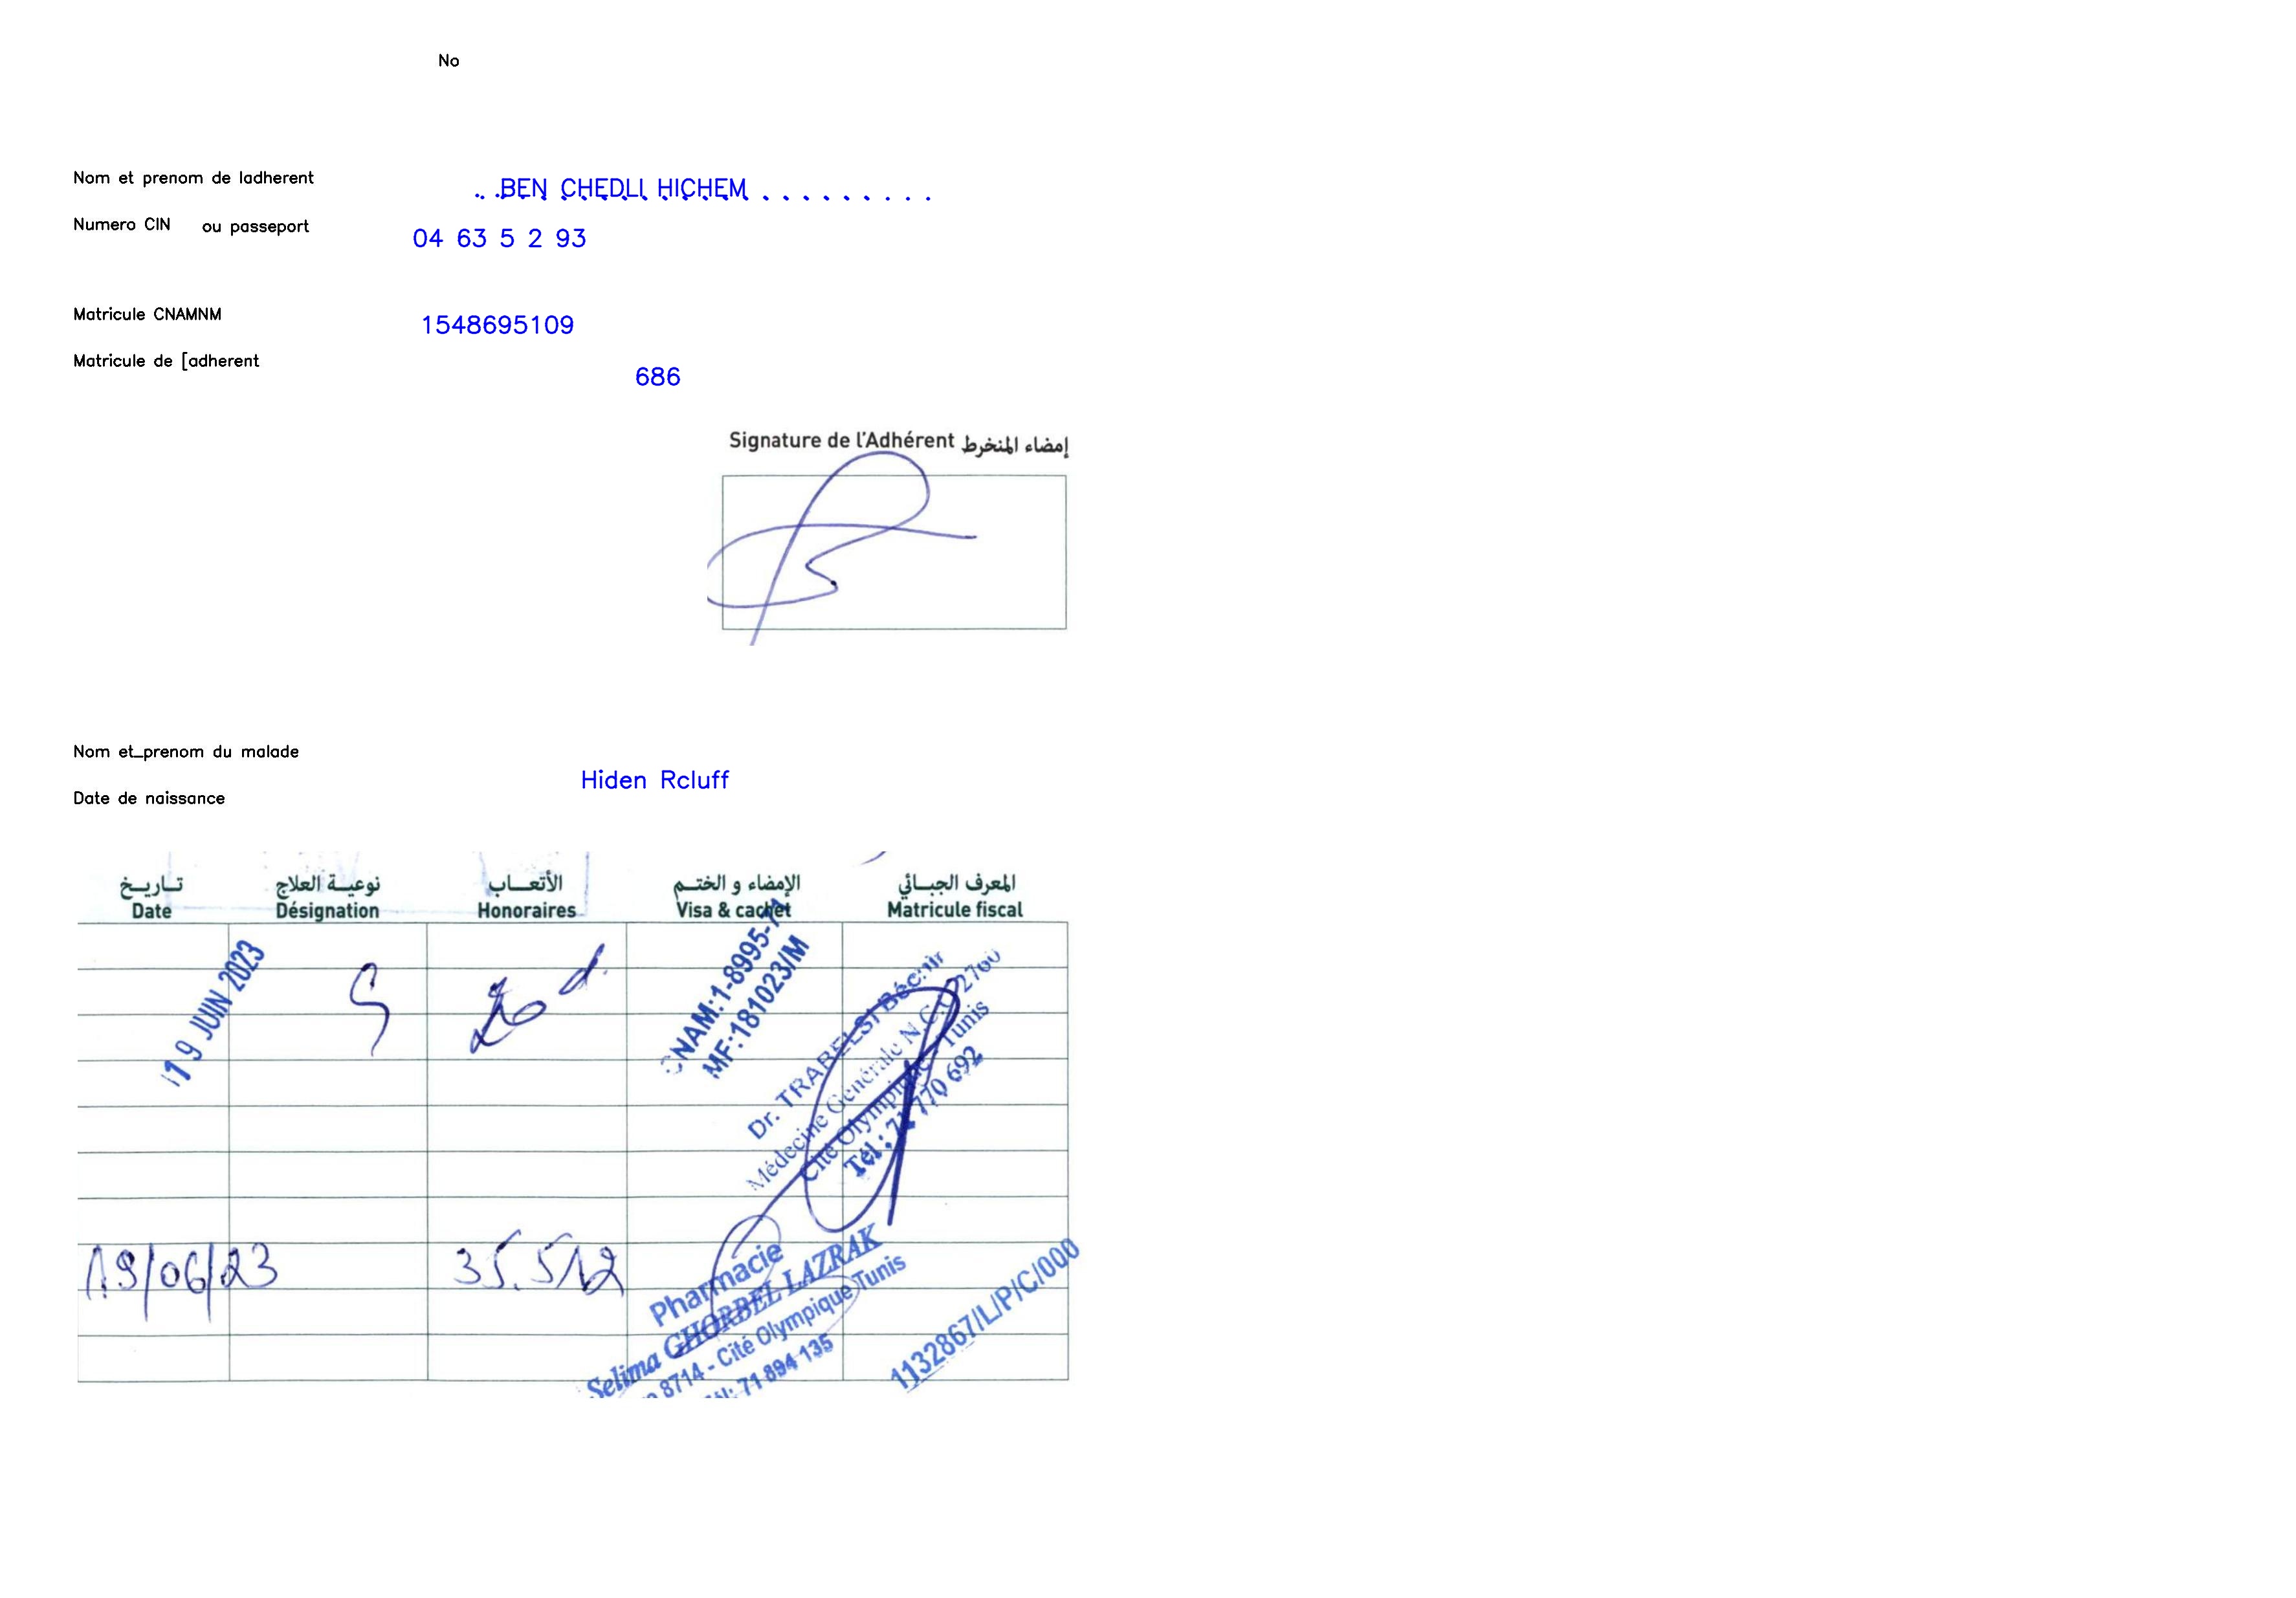 No
Nom et prenom de ladherent
. . BEN CHEDLI HICHEM . . . . . . . . .
Numero CIN ou passeport
04 63 5 2 93
Matricule CNAMNM
1548695109
Matricule de [adherent
686
Signature de l'Adhérent إمضاء المنخرط
Nom et_prenom du malade
Hiden Rcluff
Date de naissance
تاريخ نوعية العلاج الأتعاب الإمضاء و الختم المعرف الجبائي
Date Désignation Honoraires Visa & cachet Matricule fiscal
19 JUIN 2023
CNAM:1-8995-71
MF:181023/M
Dr. TRABELSI Béchir
Médecine Générale N.C.T 2760
Cité Olympique Tunis
Tél : 71 770 692
19/06/23
35.512
Pharmacie
Selima GHORBEL LAZRAK
8714 - Cité Olympique Tunis
Tél: 71 894 135
1132867/L/P/C/000